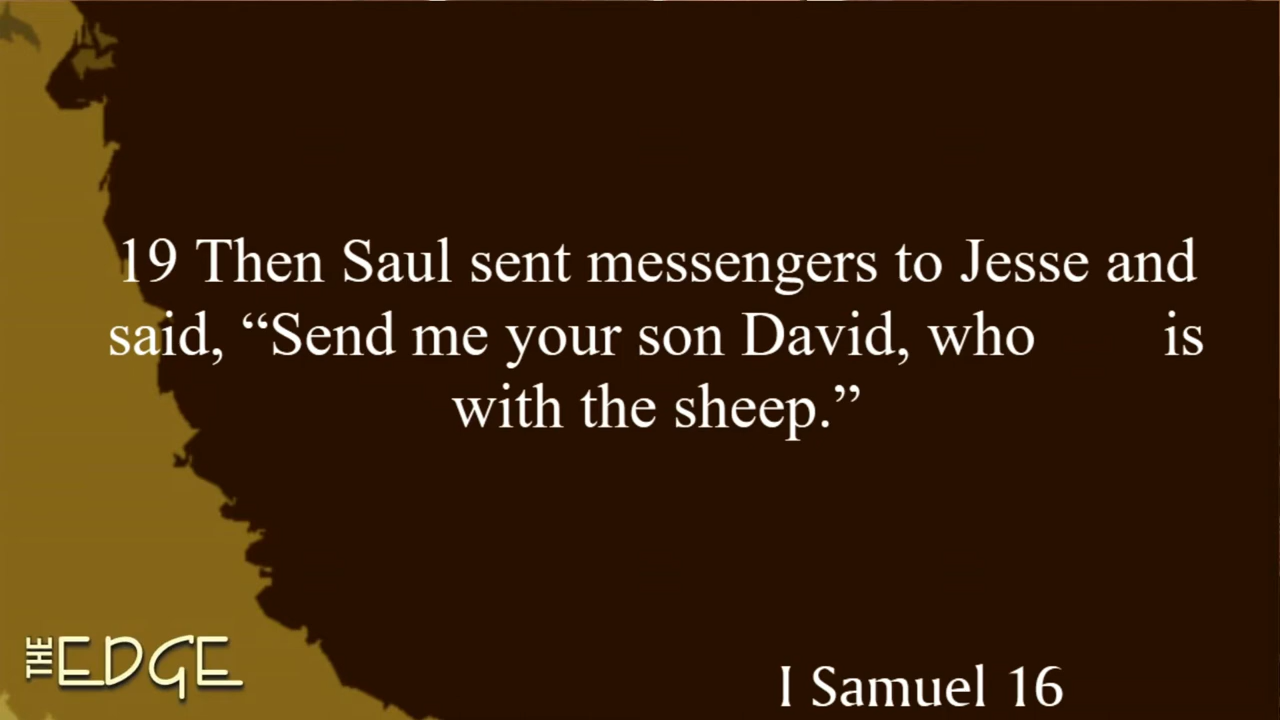 19 Then Saul sent messengers to Jesse and
said, “Send me your son David, who is
with the sheep.”
THE EDGE
I Samuel 16